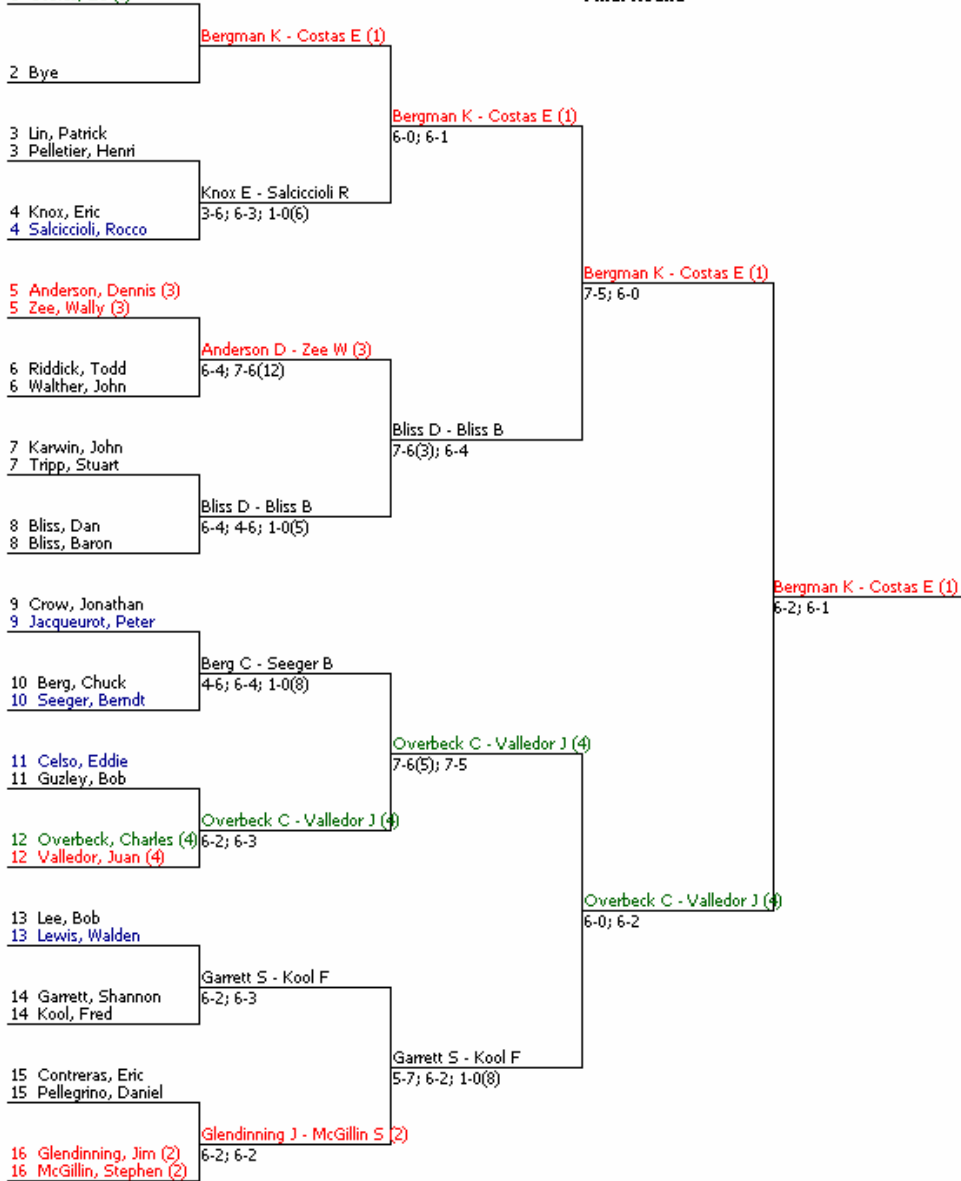 Bergman K - Costas E (1)
2 Bye
Bergman K - Costas E (1)
6-0; 6-1
3 Lin, Patrick
3 Pelletier, Henri
Knox E - Salciccioli R
3-6; 6-3; 1-0(6)
4 Knox, Eric
4 Salciccioli, Rocco
Bergman K - Costas E (1)
7-5; 6-0
5 Anderson, Dennis (3)
5 Zee, Wally (3)
Anderson D - Zee W (3)
6-4; 7-6(12)
6 Riddick, Todd
6 Walther, John
Bliss D - Bliss B
7-6(3); 6-4
7 Karwin, John
7 Tripp, Stuart
Bliss D - Bliss B
6-4; 4-6; 1-0(5)
8 Bliss, Dan
8 Bliss, Baron
Bergman K - Costas E (1)
6-2; 6-1
9 Crow, Jonathan
9 Jacqueurot, Peter
Berg C - Seeger B
4-6; 6-4; 1-0(8)
10 Berg, Chuck
10 Seeger, Berndt
Overbeck C - Valledor J (4)
7-6(5); 7-5
11 Celso, Eddie
11 Guzley, Bob
Overbeck C - Valledor J (4)
6-2; 6-3
12 Overbeck, Charles (4)
12 Valledor, Juan (4)
Overbeck C - Valledor J (4)
6-0; 6-2
13 Lee, Bob
13 Lewis, Walden
Garrett S - Kool F
6-2; 6-3
14 Garrett, Shannon
14 Kool, Fred
Garrett S - Kool F
5-7; 6-2; 1-0(8)
15 Contreras, Eric
15 Pellegrino, Daniel
Glendinning J - McGillin S (2)
6-2; 6-2
16 Glendinning, Jim (2)
16 McGillin, Stephen (2)